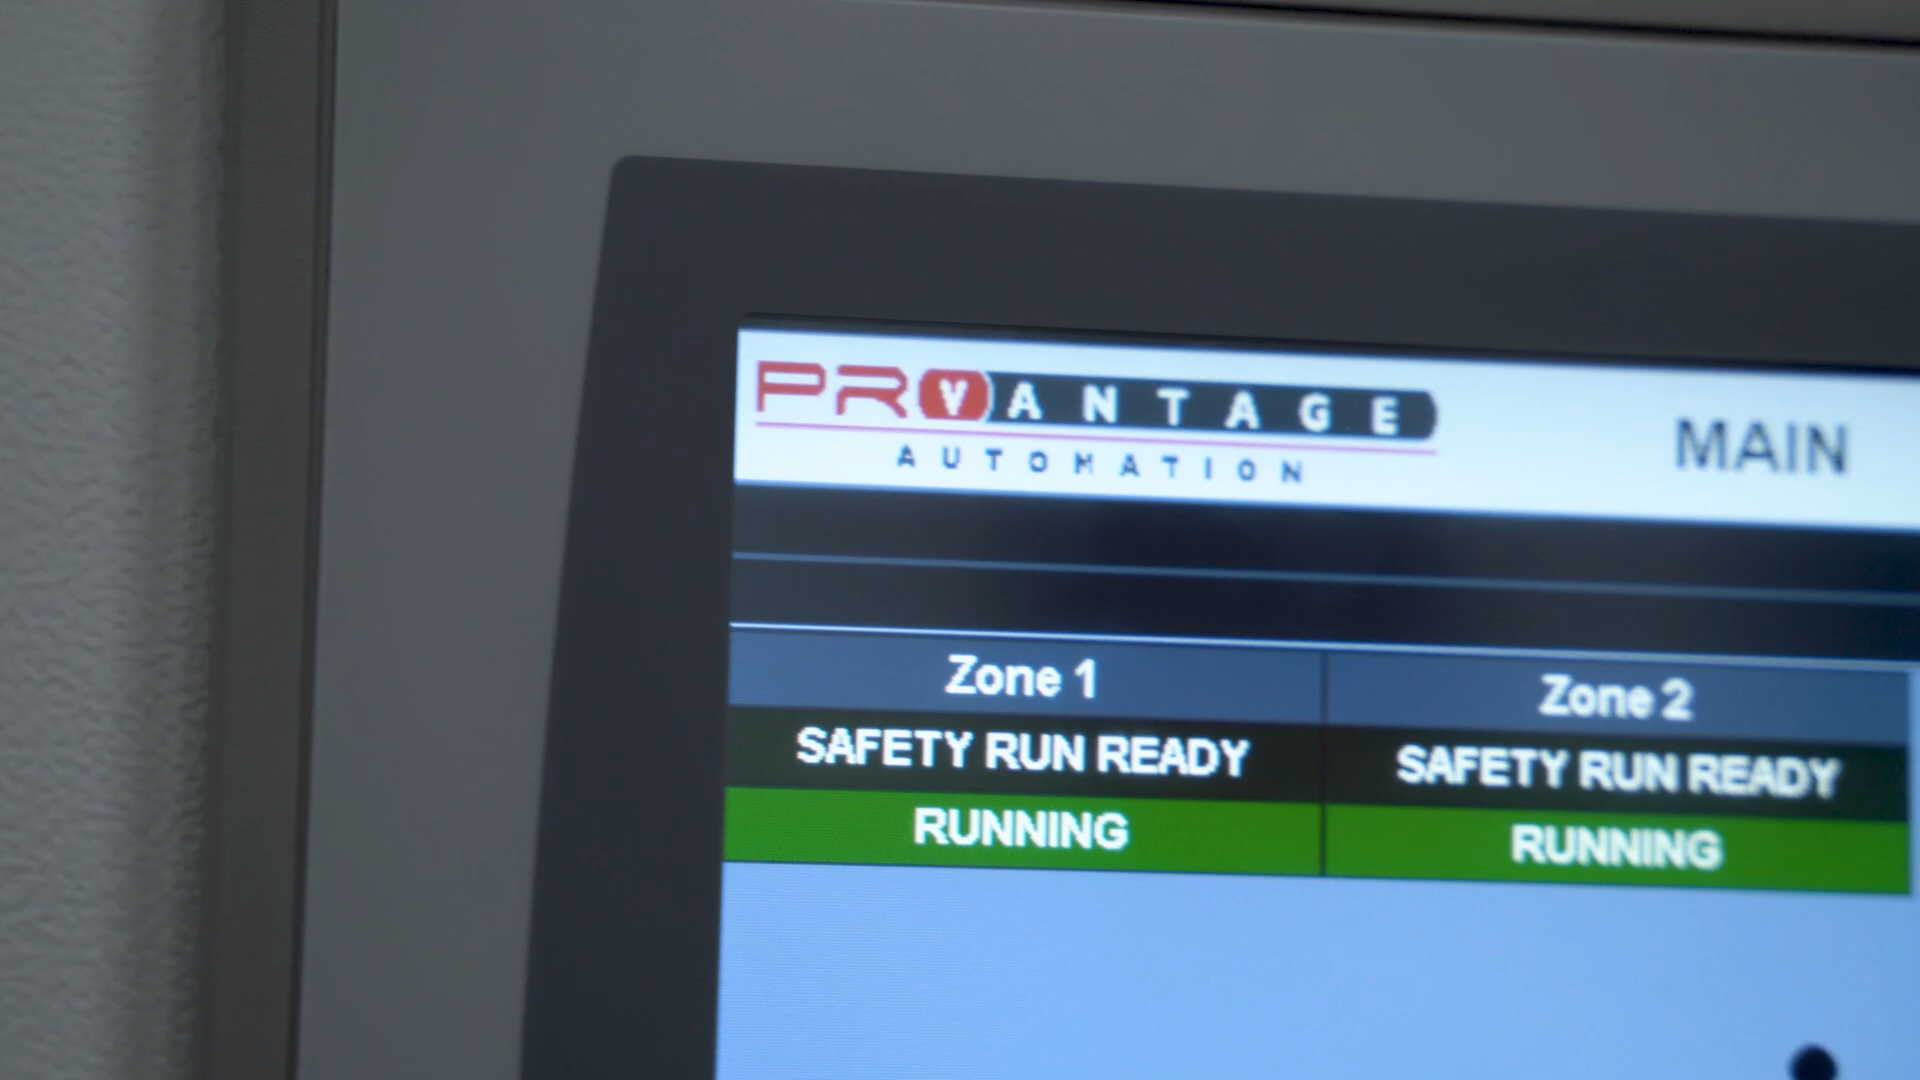 PROVANTAGE
AUTOMATION
MAIN
Zone 1
Zone 2
SAFETY RUN READY
SAFETY RUN READY
RUNNING
RUNNING